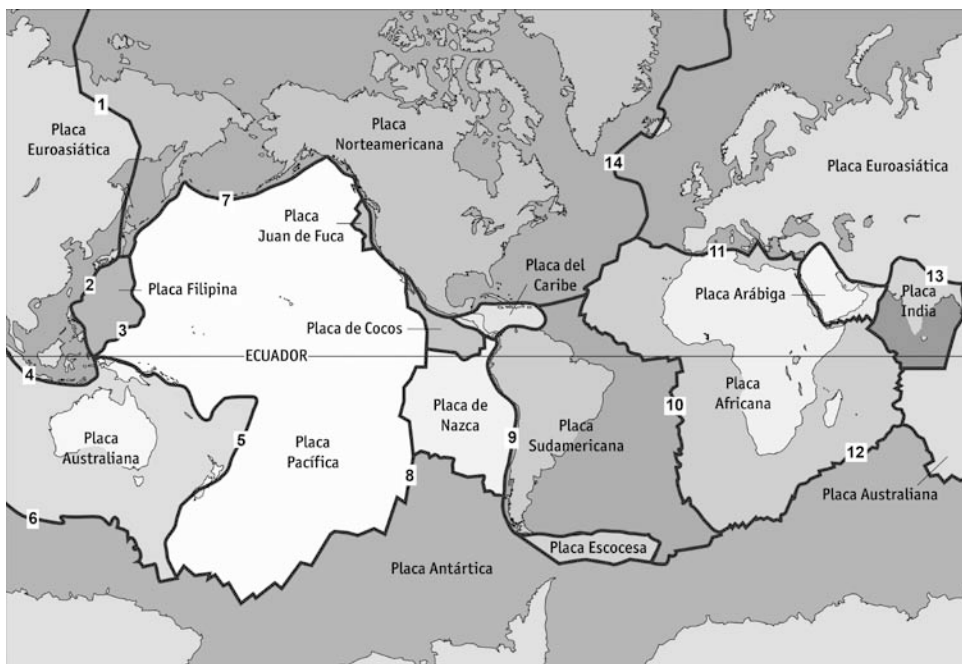 1
Placa
Euroasiática
Placa
Norteamericana
14
Placa Euroasiática
7
Placa
Juan de Fuca
11
2
Placa Filipina
Placa del
Caribe
Placa Arábiga
13
Placa
India
3
Placa de Cocos
ECUADOR
4
Placa
Africana
10
Placa de
Nazca
9
Placa
Sudamericana
5
Placa
Australiana
Placa
Pacífica
12
8
Placa Australiana
6
Placa Escocesa
Placa Antártica